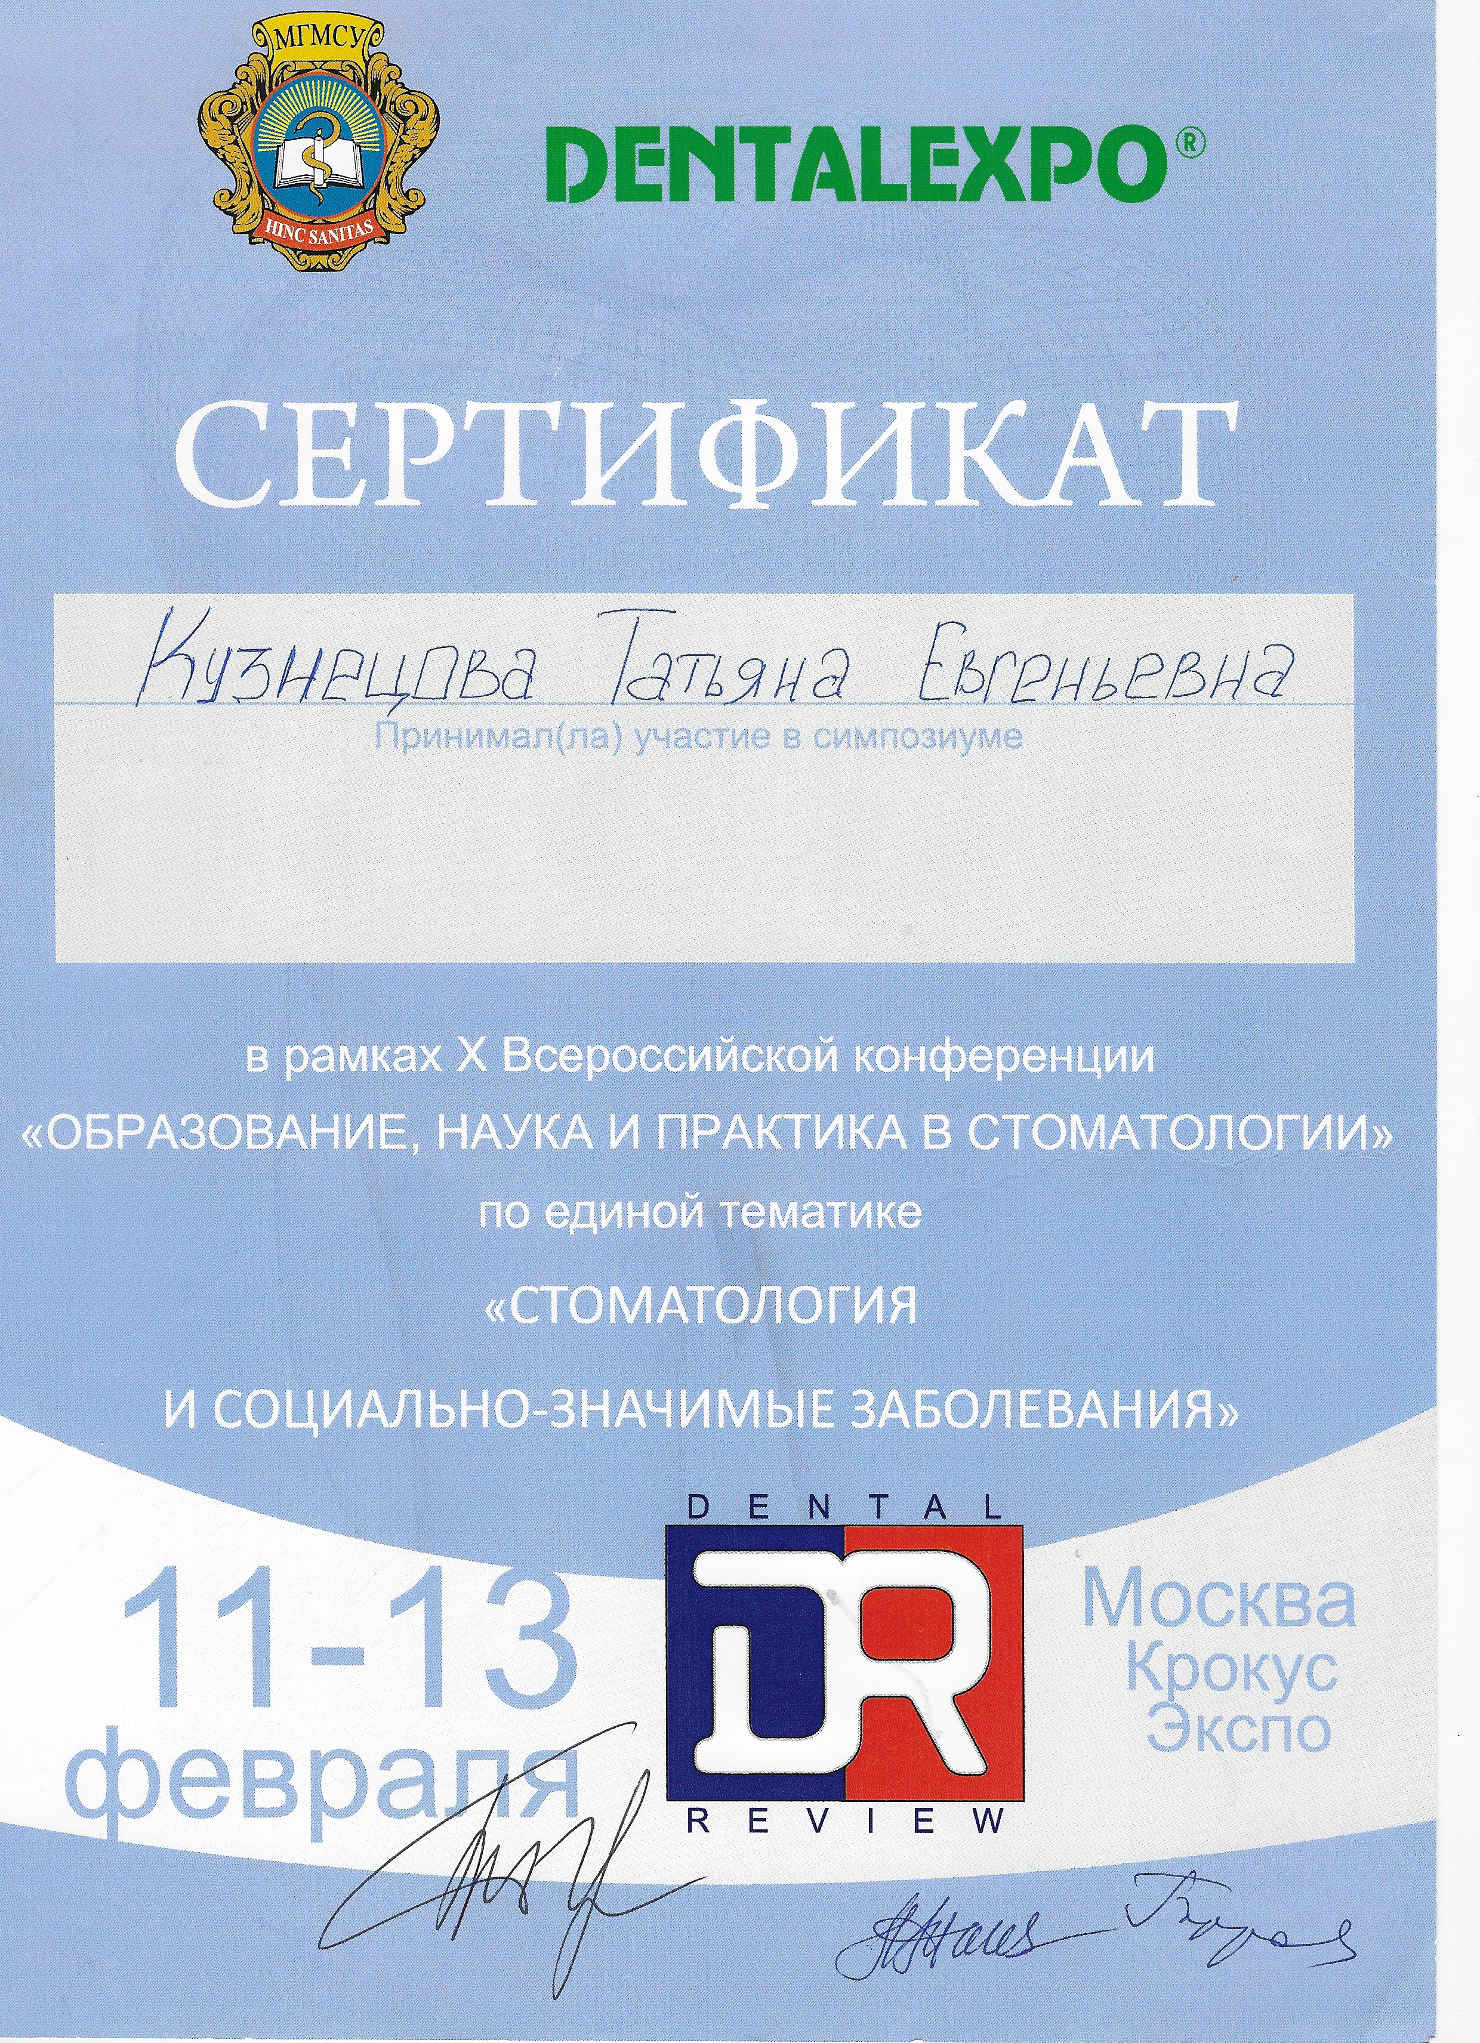 МГМСУ
HINC SANITAS
DENTALEXPO®
СЕРТИФИКАТ
Кузнецова Татьяна Евгеньевна
Принимал(ла) участие в симпозиуме
в рамках X Всероссийской конференции
«ОБРАЗОВАНИЕ, НАУКА И ПРАКТИКА В СТОМАТОЛОГИИ»
по единой тематике
«СТОМАТОЛОГИЯ
И СОЦИАЛЬНО-ЗНАЧИМЫЕ ЗАБОЛЕВАНИЯ»
11-13
февраля
DENTAL
DR
REVIEW
Москва
Крокус
Экспо